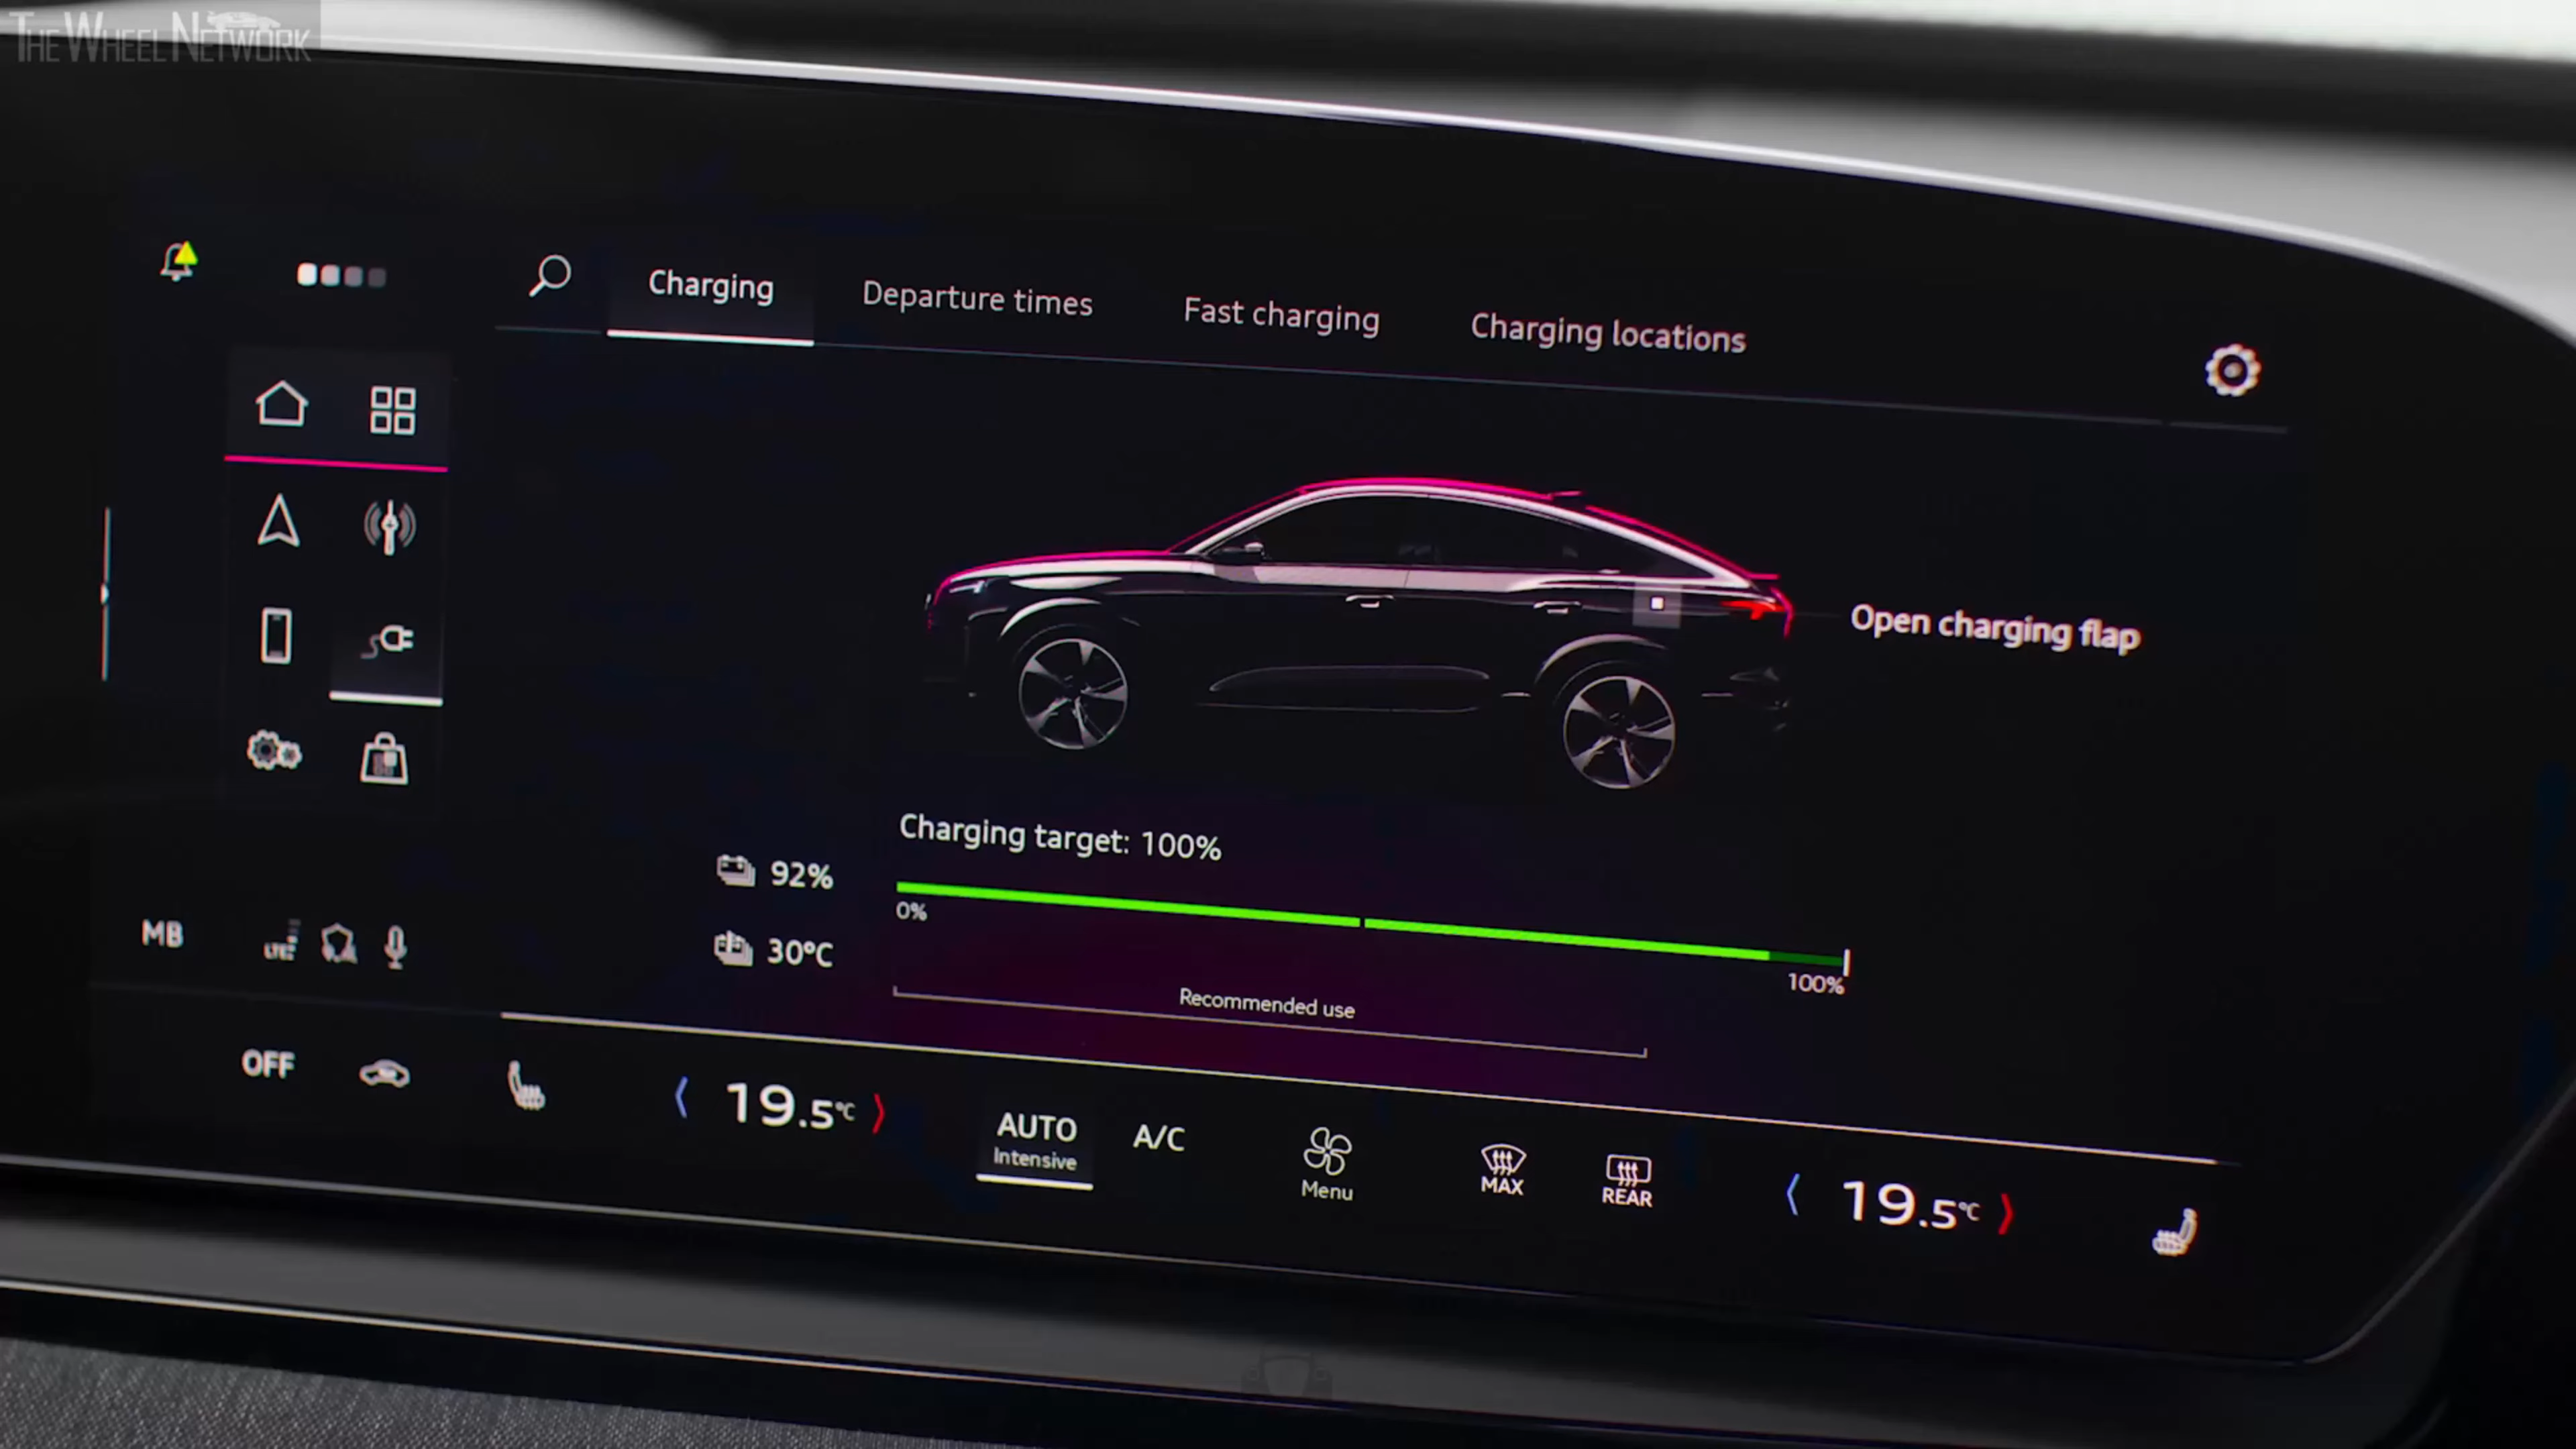 THE WHEEL NETWORK
Charging
Departure times
Fast charging
Charging locations
Open charging flap
Charging target: 100%
92%
0%
100%
30°C
Recommended use
MB
LTE
OFF
19.5°C
AUTO
Intensive
A/C
Menu
MAX
REAR
19.5°C